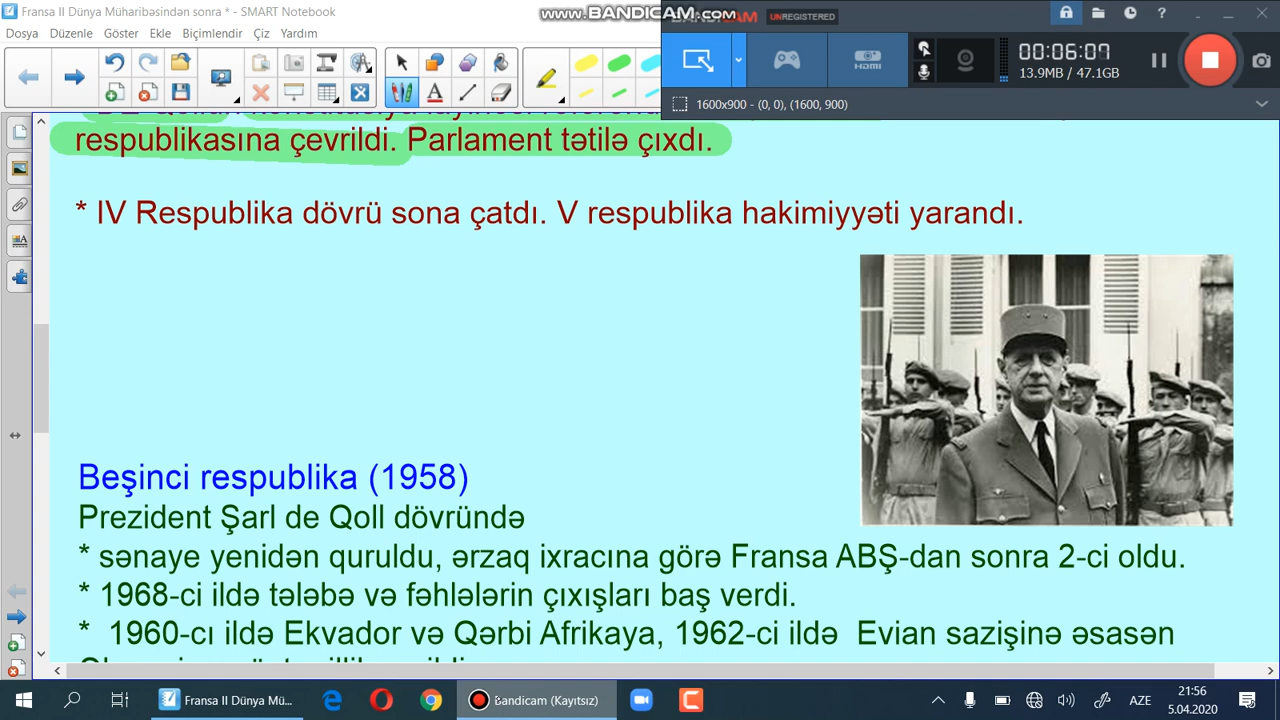 Fransa II Dünya Müharibəsindən sonra * - SMART Notebook
www.BANDICAM.com
UNREGISTERED
Dosya Düzenle Göster Ekle Biçimlendir Çiz Yardım
HDMI
00:06:07
13.9MB / 47.1GB
1600x900 - (0, 0), (1600, 900)
respublikasına çevrildi. Parlament tətilə çıxdı.
* IV Respublika dövrü sona çatdı. V respublika hakimiyyəti yarandı.
Beşinci respublika (1958)
Prezident Şarl de Qoll dövründə
* sənaye yenidən quruldu, ərzaq ixracına görə Fransa ABŞ-dan sonra 2-ci oldu.
* 1968-ci ildə tələbə və fəhlələrin çıxışları baş verdi.
* 1960-cı ildə Ekvador və Qərbi Afrikaya, 1962-ci ildə Evian sazişinə əsasən
Fransa II Dünya Mü...
Bandicam (Kayıtsız)
AZE
21:56
5.04.2020